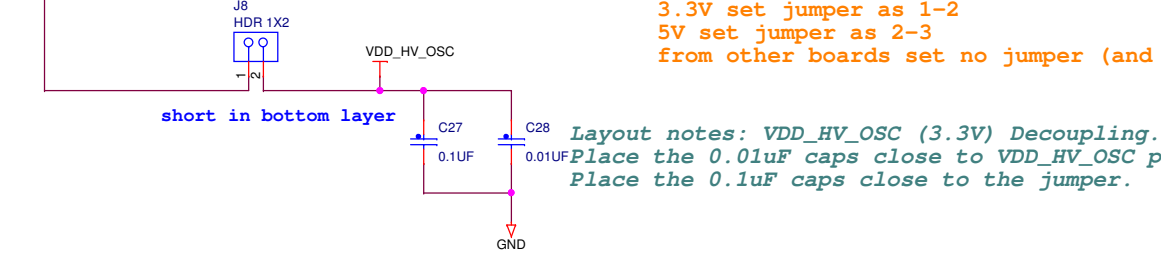 J8
HDR 1X2
1
2
VDD_HV_OSC
short in bottom layer
C27
0.1UF
C28
0.01UF
GND
3.3V set jumper as 1-2
5V set jumper as 2-3
from other boards set no jumper (and
Layout notes: VDD_HV_OSC (3.3V) Decoupling.
Place the 0.01uF caps close to VDD_HV_OSC p
Place the 0.1uF caps close to the jumper.